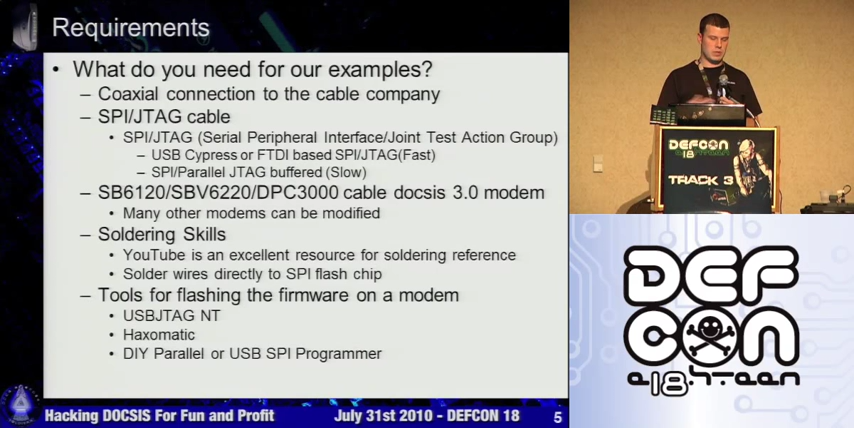 Requirements
• What do you need for our examples?
– Coaxial connection to the cable company
– SPI/JTAG cable
• SPI/JTAG (Serial Peripheral Interface/Joint Test Action Group)
– USB Cypress or FTDI based SPI/JTAG(Fast)
– SPI/Parallel JTAG buffered (Slow)
– SB6120/SBV6220/DPC3000 cable docsis 3.0 modem
• Many other modems can be modified
– Soldering Skills
• YouTube is an excellent resource for soldering reference
• Solder wires directly to SPI flash chip
– Tools for flashing the firmware on a modem
• USBJTAG NT
• Haxomatic
• DIY Parallel or USB SPI Programmer
Hacking DOCSIS For Fun and Profit July 31st 2010 - DEFCON 18 5
DEFCON
18
TRACK 3
DEF
CON
e18hteen